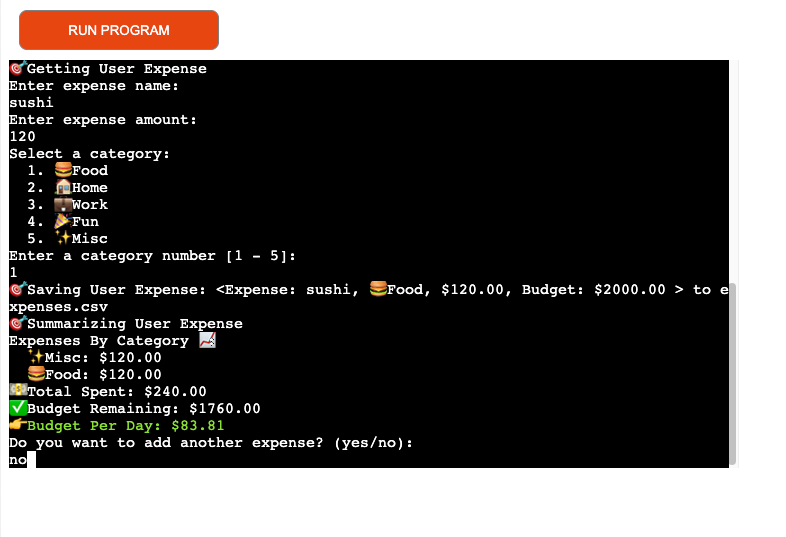 RUN PROGRAM
🎯Getting User Expense
Enter expense name:
sushi
Enter expense amount:
120
Select a category:
1. 🍔Food
2. 🏠Home
3. 💼Work
4. 🎉Fun
5. ✨Misc
Enter a category number [1 - 5]:
1
🎯Saving User Expense: <Expense: sushi, 🍔Food, $120.00, Budget: $2000.00 > to e
xpenses.csv
🎯Summarizing User Expense
Expenses By Category 📈
✨Misc: $120.00
🍔Food: $120.00
💵Total Spent: $240.00
✅Budget Remaining: $1760.00
👉Budget Per Day: $83.81
Do you want to add another expense? (yes/no):
no